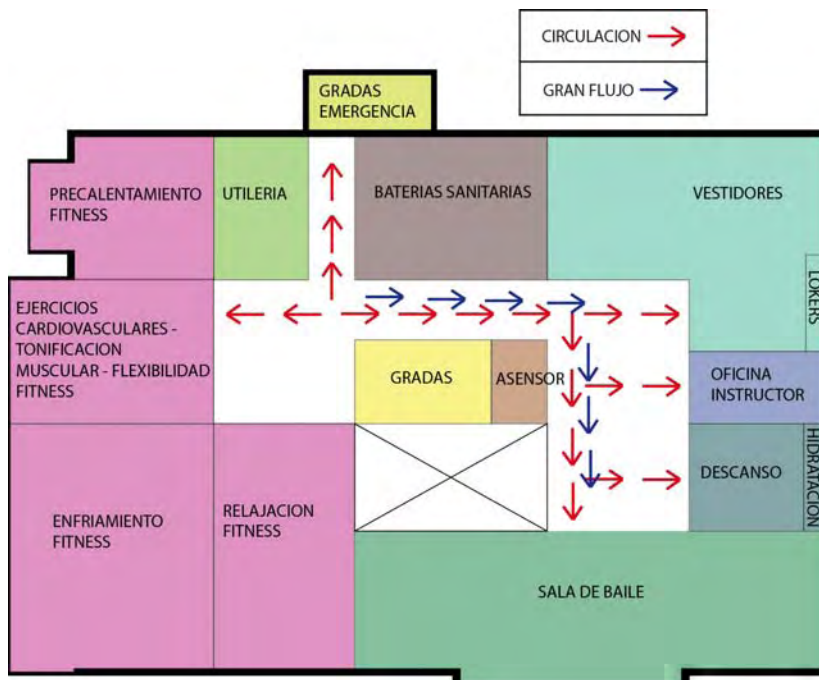 CIRCULACION
GRAN FLUJO
GRADAS
EMERGENCIA
PRECALENTAMIENTO
FITNESS
UTILERIA
BATERIAS SANITARIAS
VESTIDORES
LOKERS
EJERCICIOS
CARDIOVASCULARES -
TONIFICACION
MUSCULAR - FLEXIBILIDAD
FITNESS
GRADAS
ASENSOR
OFICINA
INSTRUCTOR
HIDRATACION
DESCANSO
ENFRIAMIENTO
FITNESS
RELAJACION
FITNESS
SALA DE BAILE